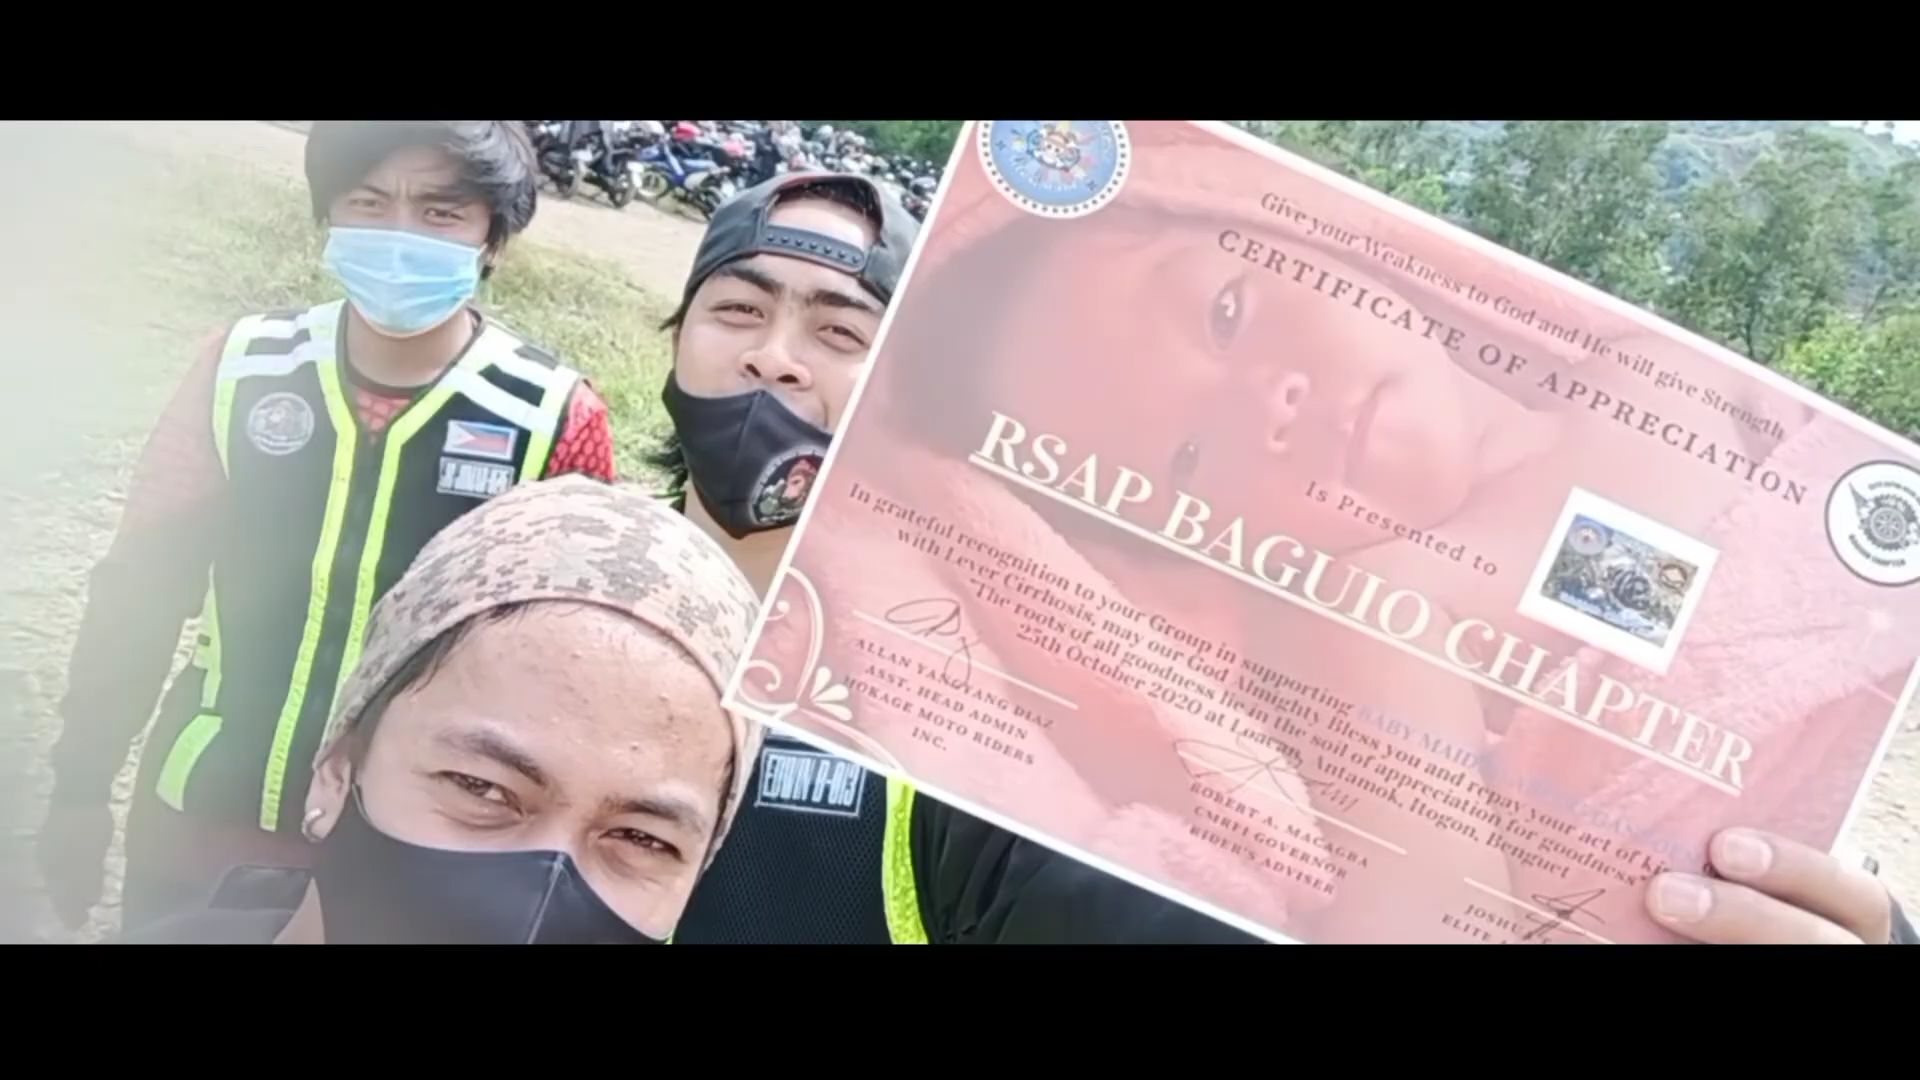 Give your Weakness to God and He will give Strength
CERTIFICATE OF APPRECIATION
Is Presented to
RSAP BAGUIO CHAPTER
In grateful recognition to your Group in supporting BABY
with Lever Cirrhosis, may our God Almighty Bless you and repay your act of
"The roots of all goodness lie in the soil of appreciation for goodness"
25th October 2020 at Loacan, Antamok, Itogon, Benguet
ALLAN YANGYANG DIAZ
ASST. HEAD ADMIN
HOKAGE MOTO RIDERS
INC.
ROBERT A. MACAGBA
CMRFI GOVERNOR
RIDER'S ADVISER
ELITE
EDWIN B-013